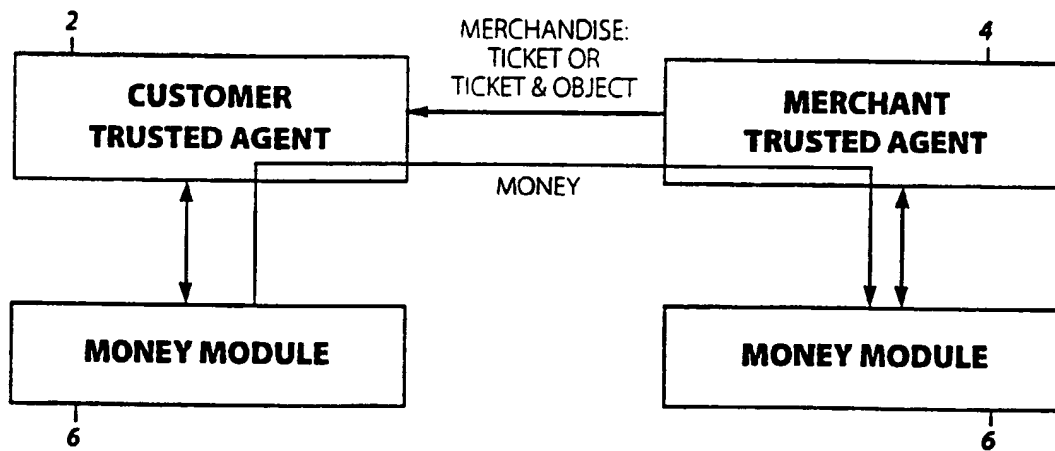 2
4
MERCHANDISE:
TICKET OR
TICKET & OBJECT
CUSTOMER
TRUSTED AGENT
MERCHANT
TRUSTED AGENT
MONEY
MONEY MODULE
MONEY MODULE
6
6